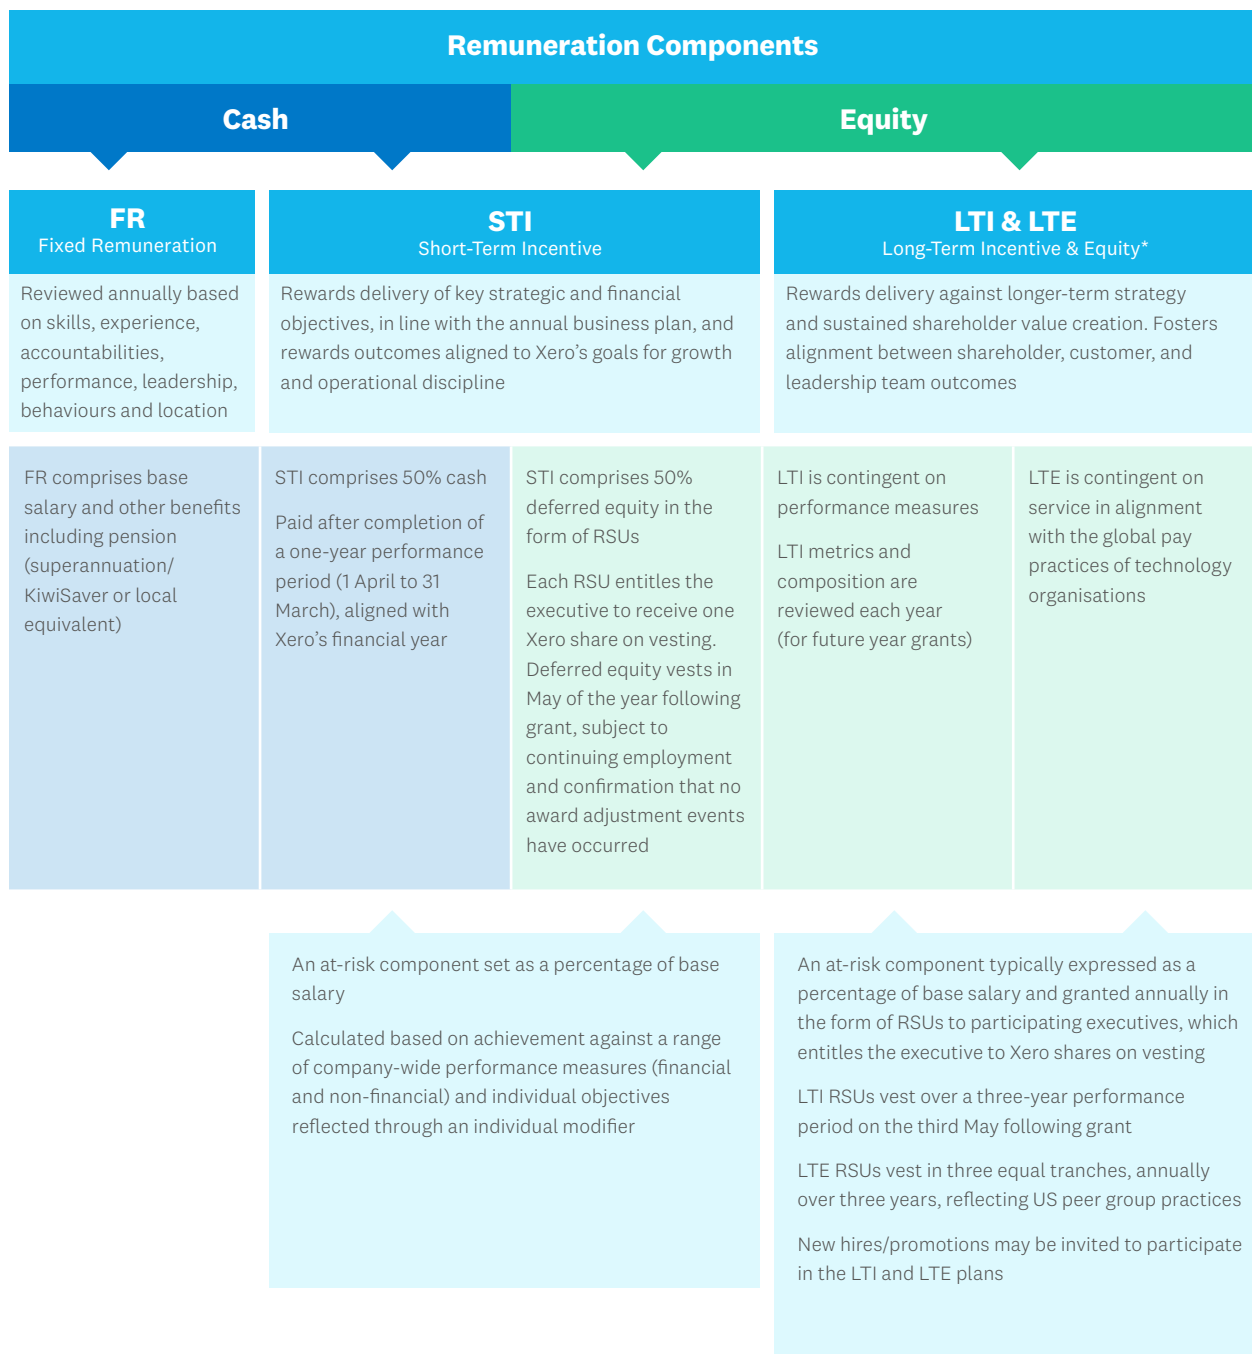 Remuneration Components
Cash
Equity
FR
Fixed Remuneration
Reviewed annually based
on skills, experience,
accountabilities,
performance, leadership,
behaviours and location
STI
Short-Term Incentive
Rewards delivery of key strategic and financial
objectives, in line with the annual business plan, and
rewards outcomes aligned to Xero’s goals for growth
and operational discipline
LTI & LTE
Long-Term Incentive & Equity*
Rewards delivery against longer-term strategy
and sustained shareholder value creation. Fosters
alignment between shareholder, customer, and
leadership team outcomes
FR comprises base
salary and other benefits
including pension
(superannuation/
KiwiSaver or local
equivalent)
STI comprises 50% cash
Paid after completion of
a one-year performance
period (1 April to 31
March), aligned with
Xero’s financial year
STI comprises 50%
deferred equity in the
form of RSUs
Each RSU entitles the
executive to receive one
Xero share on vesting.
Deferred equity vests in
May of the year following
grant, subject to
continuing employment
and confirmation that no
award adjustment events
have occurred
LTI is contingent on
performance measures
LTI metrics and
composition are
reviewed each year
(for future year grants)
LTE is contingent on
service in alignment
with the global pay
practices of technology
organisations
An at-risk component set as a percentage of base
salary
Calculated based on achievement against a range
of company-wide performance measures (financial
and non-financial) and individual objectives
reflected through an individual modifier
An at-risk component typically expressed as a
percentage of base salary and granted annually in
the form of RSUs to participating executives, which
entitles the executive to Xero shares on vesting
LTI RSUs vest over a three-year performance
period on the third May following grant
LTE RSUs vest in three equal tranches, annually
over three years, reflecting US peer group practices
New hires/promotions may be invited to participate
in the LTI and LTE plans